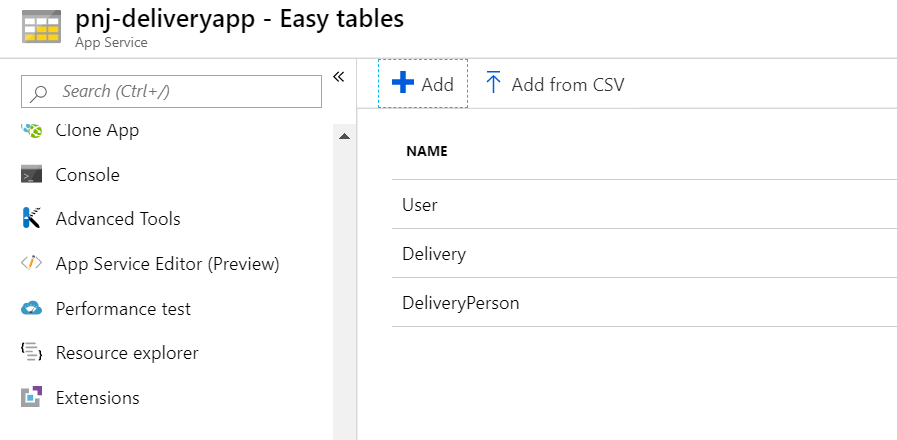 pnj-deliveryapp - Easy tables
App Service
Search (Ctrl+/)
«
Clone App
Console
Advanced Tools
App Service Editor (Preview)
Performance test
Resource explorer
Extensions
Add
Add from CSV
NAME
User
Delivery
DeliveryPerson